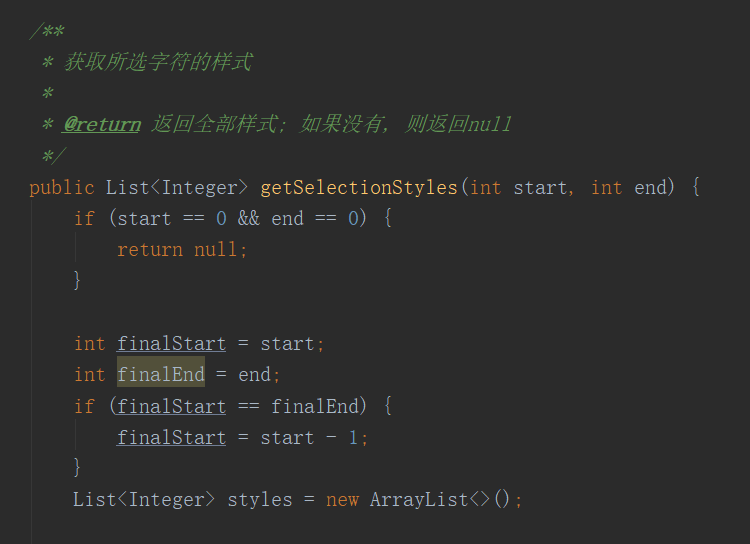 /**
 * 获取所选字符的样式
 *
 * @return 返回全部样式; 如果没有, 则返回null
 */
public List<Integer> getSelectionStyles(int start, int end) {
    if (start == 0 && end == 0) {
        return null;
    }

    int finalStart = start;
    int finalEnd = end;
    if (finalStart == finalEnd) {
        finalStart = start - 1;
    }
    List<Integer> styles = new ArrayList<>();